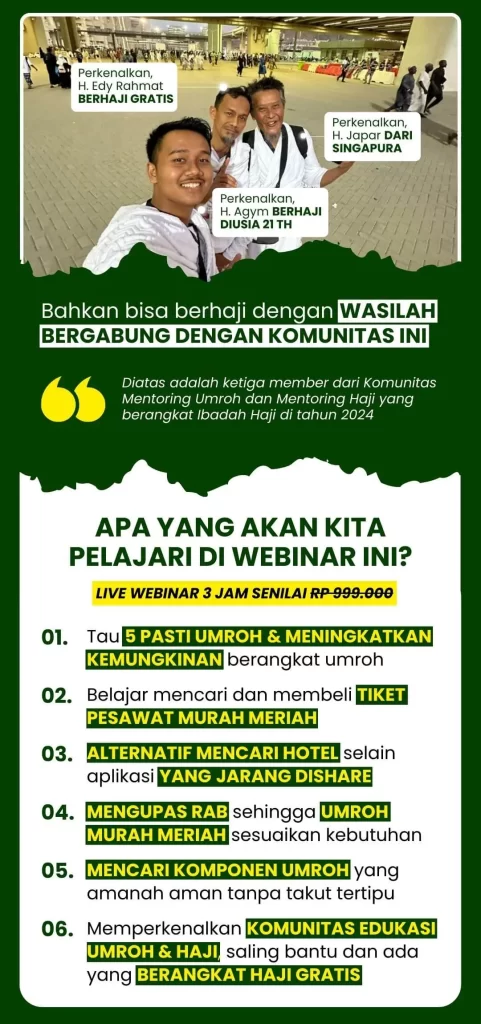 Perkenalkan,
H. Edy Rahmat
BERHAJI GRATIS
Perkenalkan,
H. Japar DARI
SINGAPURA
Perkenalkan,
H. Agym BERHAJI
DIUSIA 21 TH
Bahkan bisa berhaji dengan WASILAH
BERGABUNG DENGAN KOMUNITAS INI
Diatas adalah ketiga member dari Komunitas
Mentoring Umroh dan Mentoring Haji yang
berangkat Ibadah Haji di tahun 2024
APA YANG AKAN KITA
PELAJARI DI WEBINAR INI?
LIVE WEBINAR 3 JAM SENILAI RP 999.000
01. Tau 5 PASTI UMROH & MENINGKATKAN
KEMUNGKINAN berangkat umroh
02. Belajar mencari dan membeli TIKET
PESAWAT MURAH MERIAH
03. ALTERNATIF MENCARI HOTEL selain
aplikasi YANG JARANG DISHARE
04. MENGUPAS RAB sehingga UMROH
MURAH MERIAH sesuaikan kebutuhan
05. MENCARI KOMPONEN UMROH yang
amanah aman tanpa takut tertipu
06. Memperkenalkan KOMUNITAS EDUKASI
UMROH & HAJI, saling bantu dan ada
yang BERANGKAT HAJI GRATIS